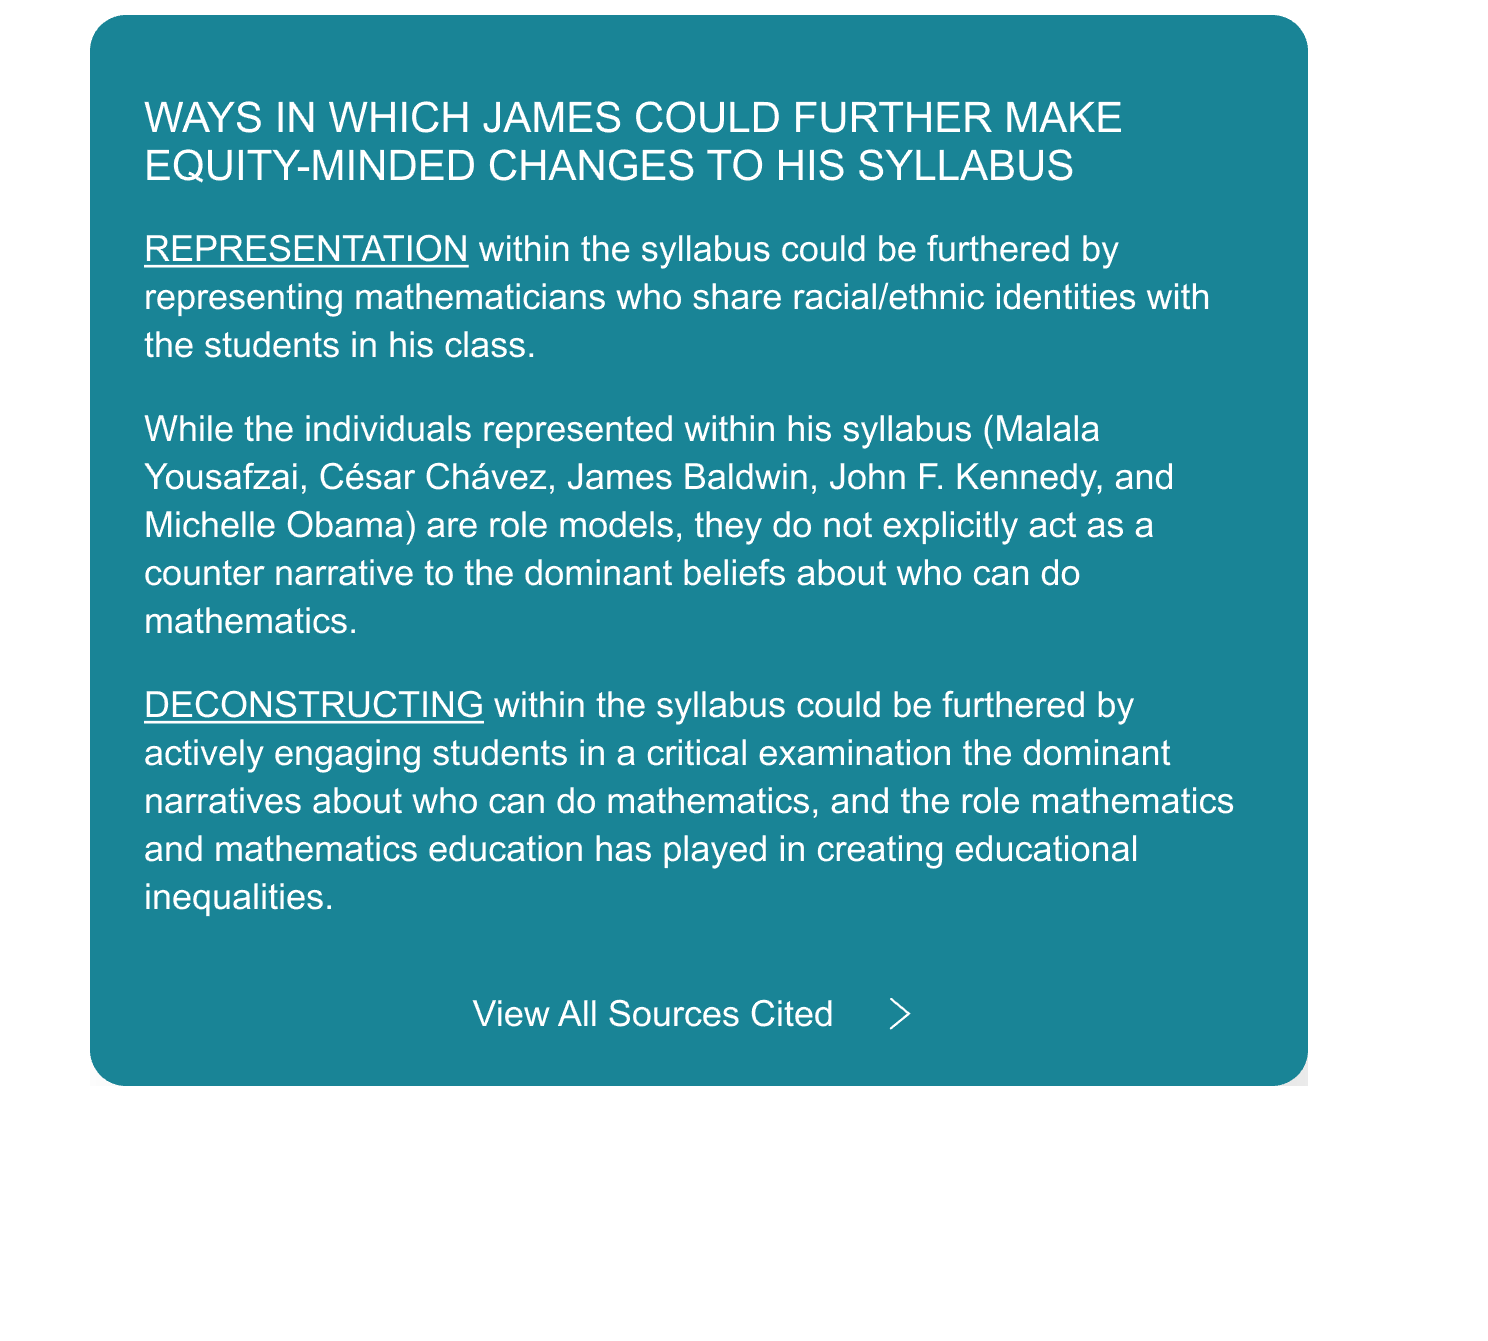 WAYS IN WHICH JAMES COULD FURTHER MAKE
EQUITY-MINDED CHANGES TO HIS SYLLABUS
REPRESENTATION within the syllabus could be furthered by
representing mathematicians who share racial/ethnic identities with
the students in his class.
While the individuals represented within his syllabus (Malala
Yousafzai, César Chávez, James Baldwin, John F. Kennedy, and
Michelle Obama) are role models, they do not explicitly act as a
counter narrative to the dominant beliefs about who can do
mathematics.
DECONSTRUCTING within the syllabus could be furthered by
actively engaging students in a critical examination the dominant
narratives about who can do mathematics, and the role mathematics
and mathematics education has played in creating educational
inequalities.
View All Sources Cited